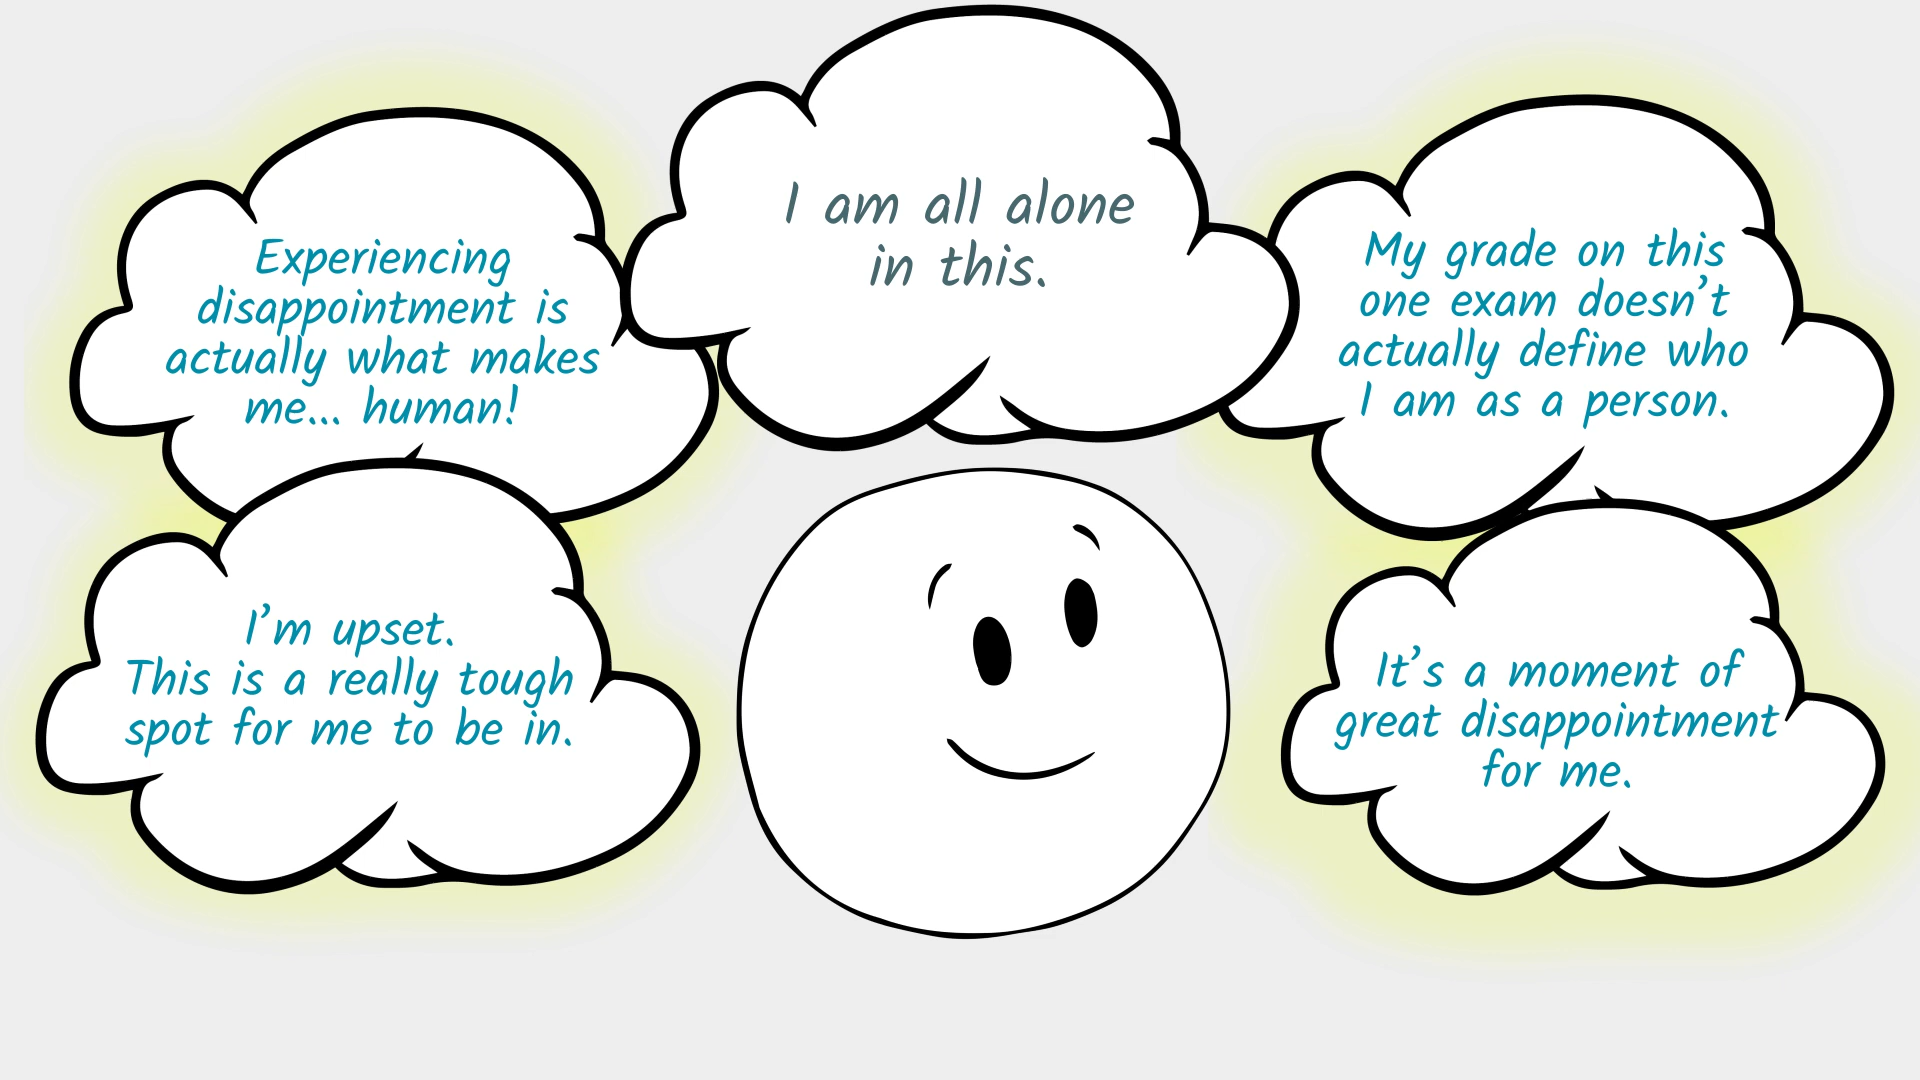 Experiencing
disappointment is
actually what makes
me... human!
I am all alone
in this.
My grade on this
one exam doesn't
actually define who
I am as a person.
I'm upset.
This is a really tough
spot for me to be in.
It's a moment of
great disappointment
for me.